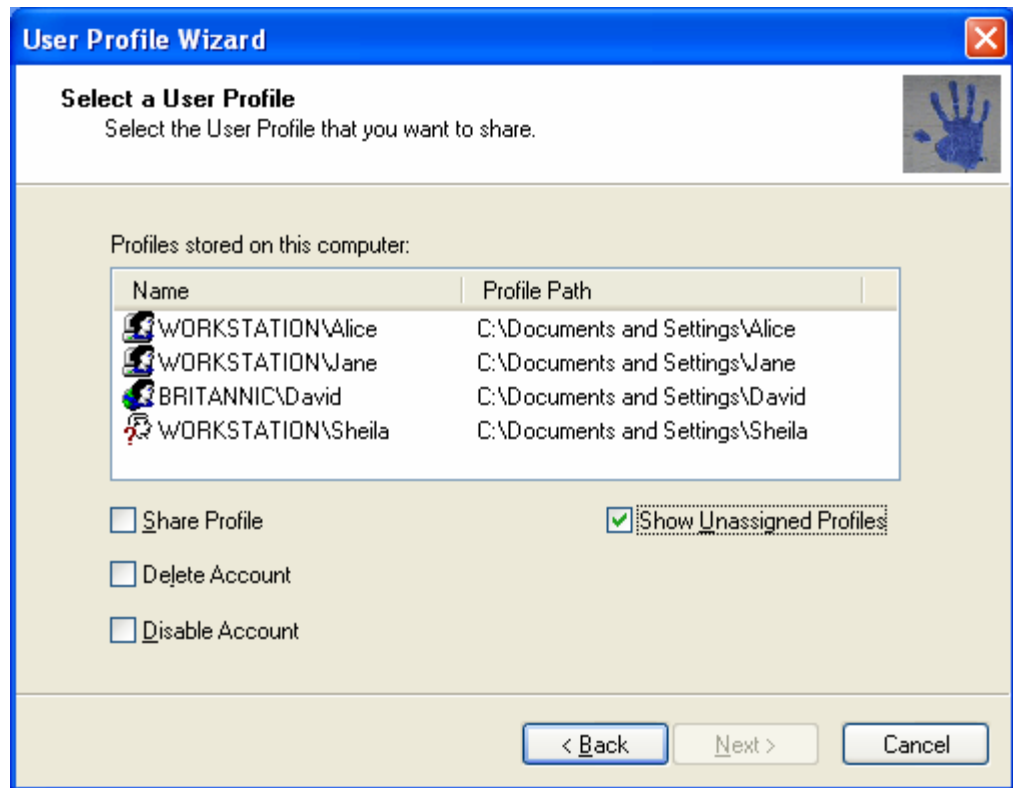 User Profile Wizard
Select a User Profile
Select the User Profile that you want to share.
Profiles stored on this computer:
Name Profile Path
WORKSTATION\Alice C:\Documents and Settings\Alice
WORKSTATION\Jane C:\Documents and Settings\Jane
BRITANNIC\David C:\Documents and Settings\David
WORKSTATION\Sheila C:\Documents and Settings\Sheila
Share Profile Show Unassigned Profiles
Delete Account
Disable Account
< Back Next > Cancel